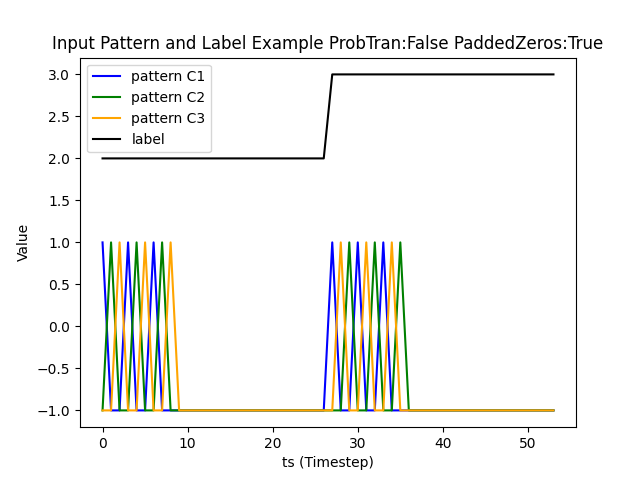 Input Pattern and Label Example ProbTran:False PaddedZeros:True
pattern C1
pattern C2
pattern C3
label
3.0
2.5
2.0
1.5
1.0
0.5
0.0
−0.5
−1.0
Value
0 10 20 30 40 50
ts (Timestep)